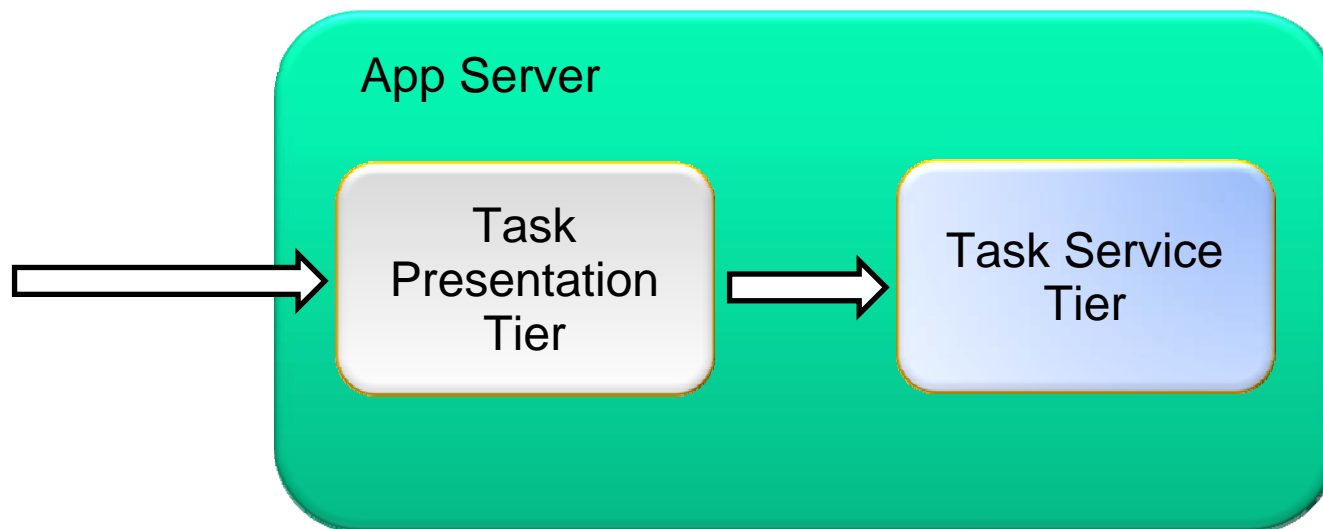 App Server
Task
Presentation
Tier
Task Service
Tier